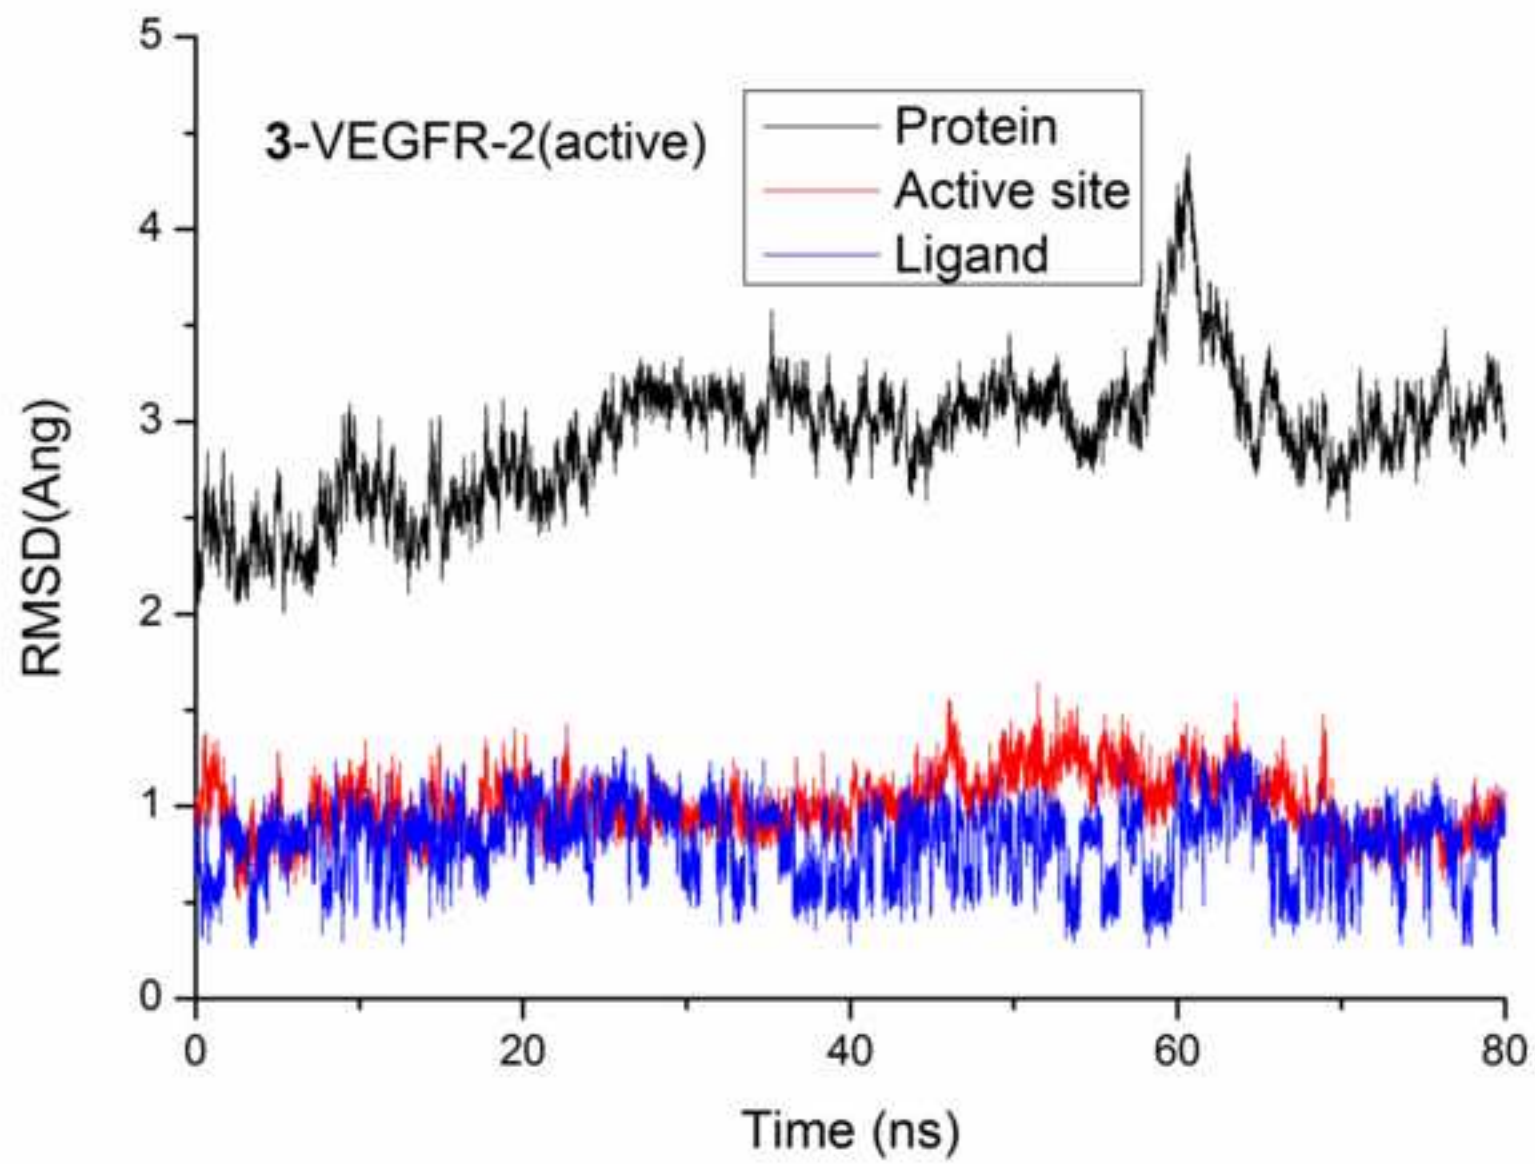 5
3-VEGFR-2(active)
Protein
Active site
Ligand
4
3
2
1
0
RMSD(Ang)
0 20 40 60 80
Time (ns)